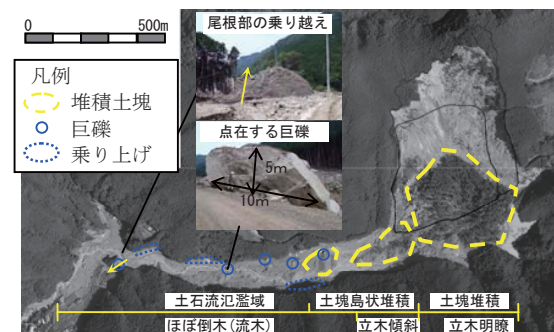 0
500m
凡例
堆積土塊
巨礫
乗り上げ
尾根部の乗り越え
点在する巨礫
5m
10m
土石流氾濫域
土塊島状堆積
土塊堆積
ほぼ倒木(流木)
立木傾斜
立木明瞭